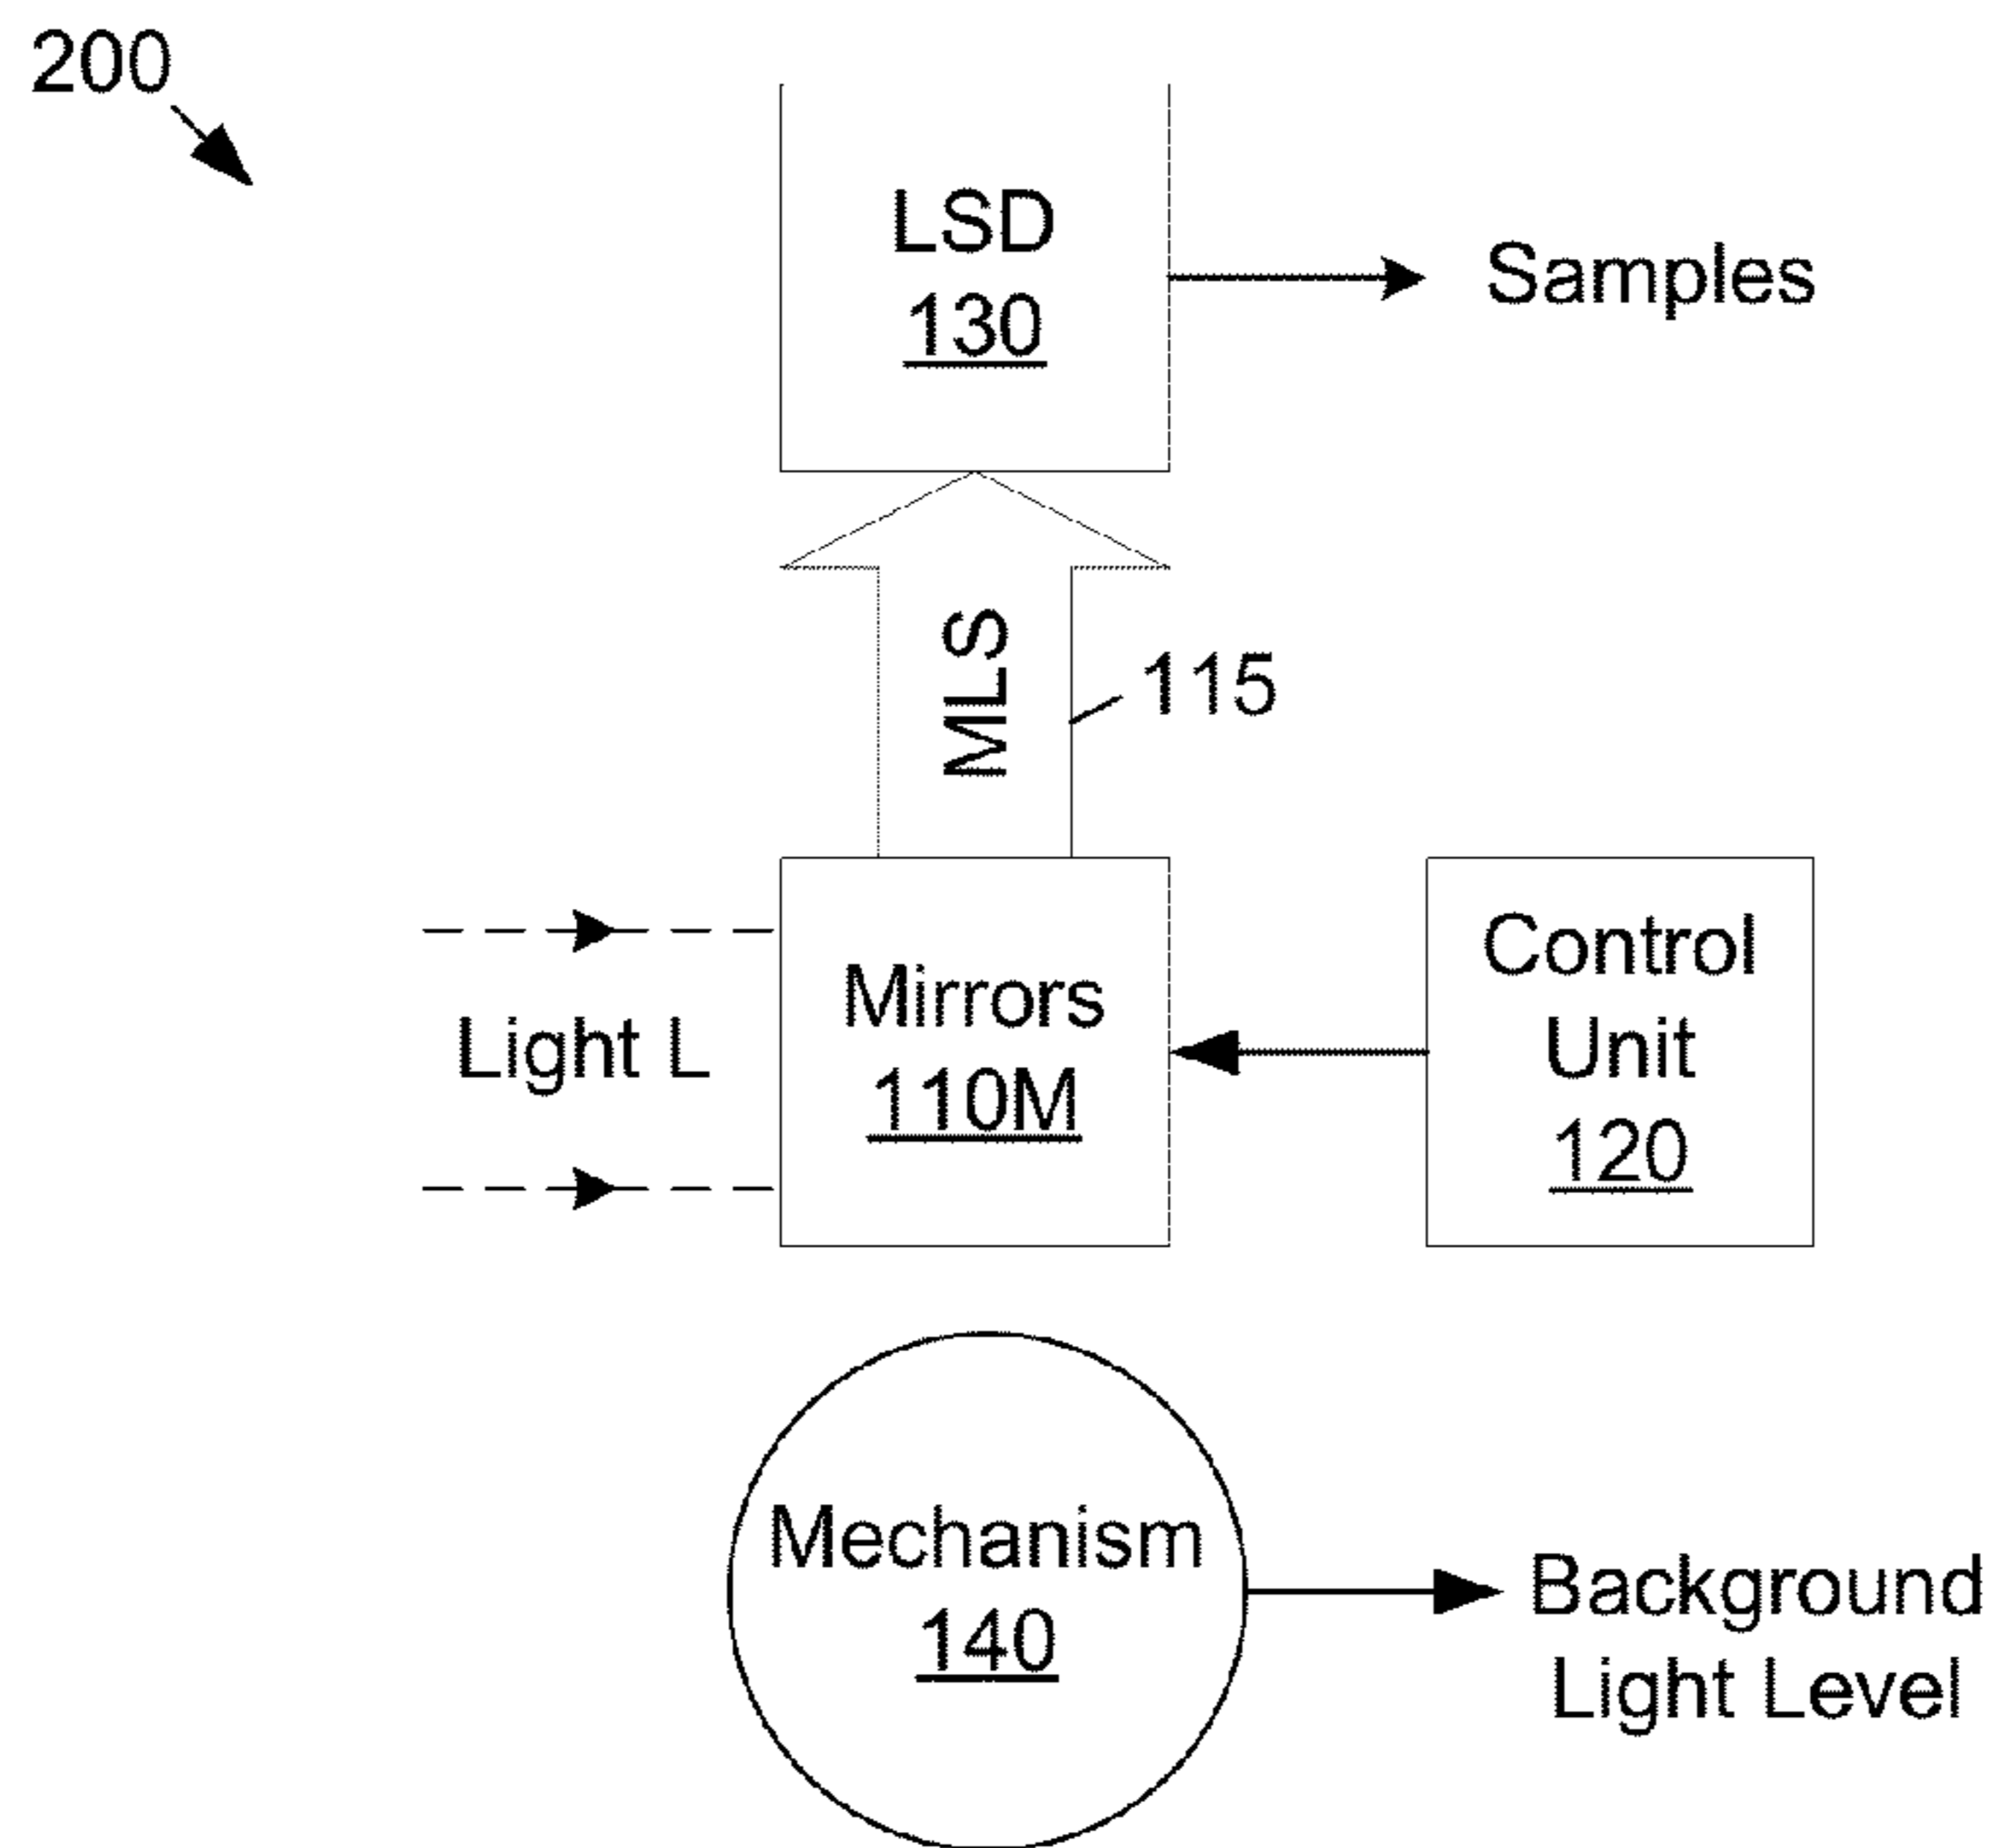 200
LSD
130
Samples
MLS
115
Light L
Mirrors
110M
Control
Unit
120
Mechanism
140
Background
Light Level